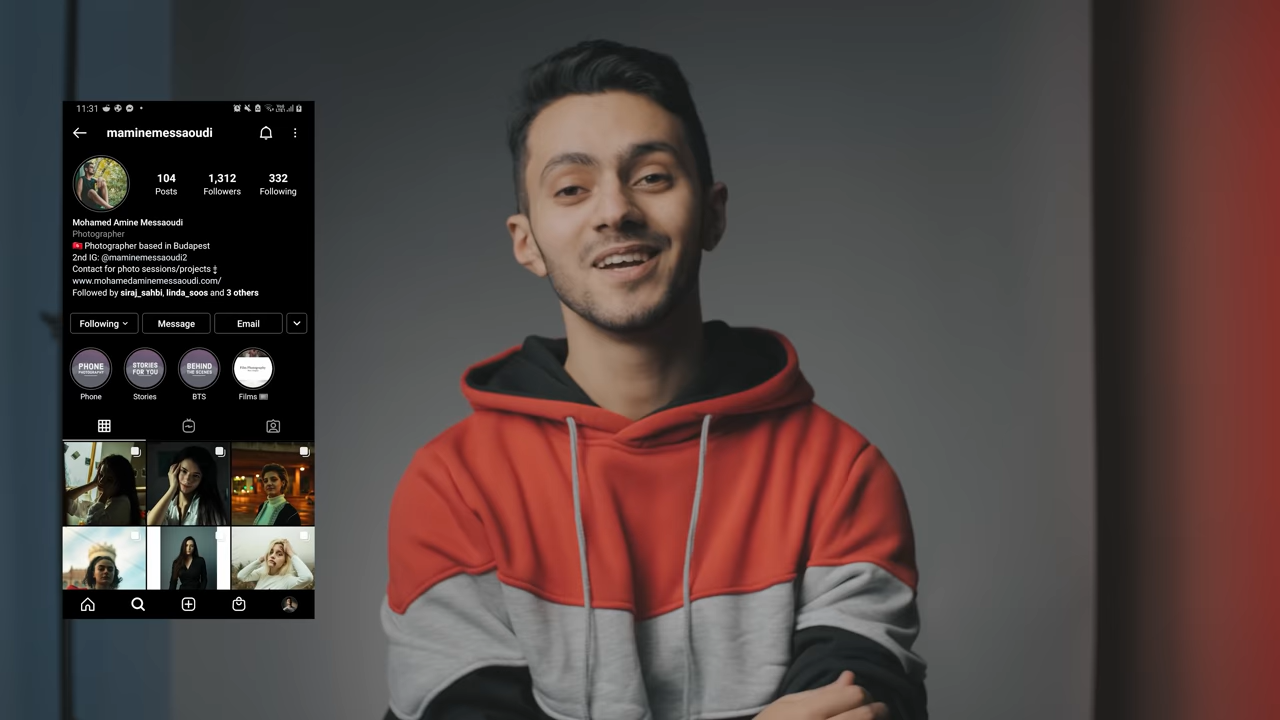 11:31
maminemessaoudi
104 1,312 332
Posts Followers Following
Mohamed Amine Messaoudi
Photographer
🇹🇳 Photographer based in Budapest
2nd IG: @maminemessaoudi2
Contact for photo sessions/projects
www.mohamedaminemessaoudi.com/
Followed by siraj_sahbi, linda_soos and 3 others
Following Message Email
PHONE STORIES FOR YOU BEHIND THE SCENES
Phone Stories BTS Films